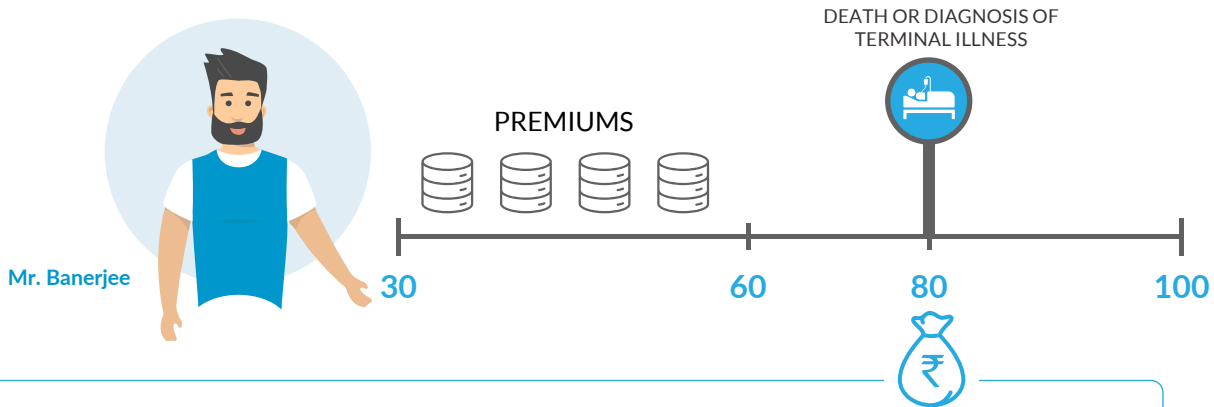 DEATH OR DIAGNOSIS OF
TERMINAL ILLNESS
PREMIUMS
Mr. Banerjee
30
60
80
100
₹